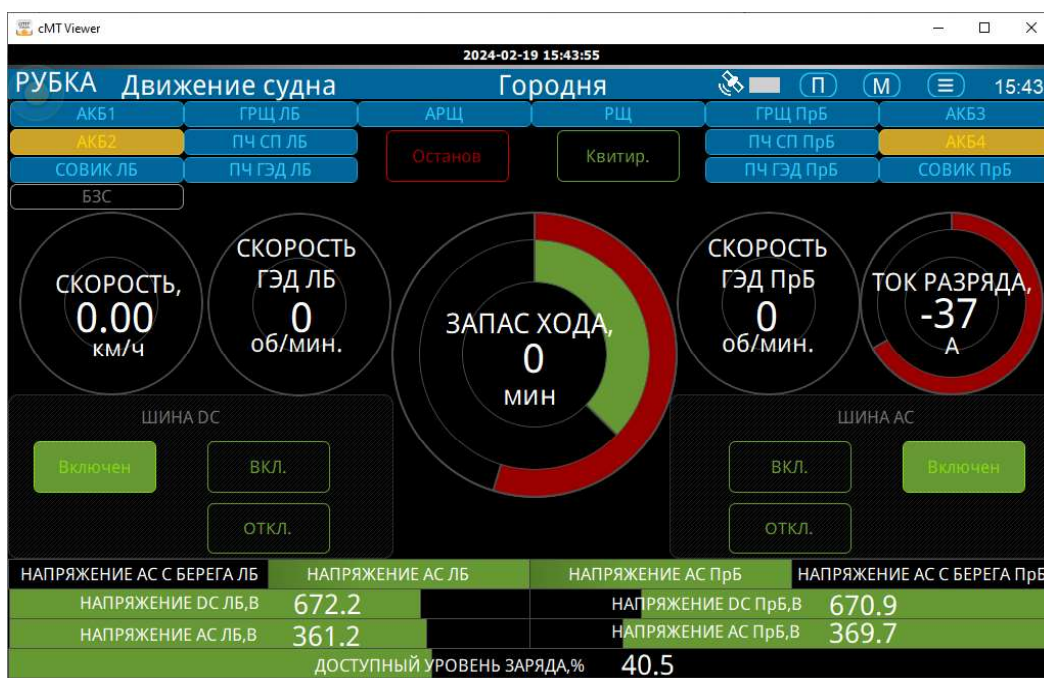 cMT Viewer
2024-02-19 15:43:55
РУБКА Движение судна Городня П М 15:43
АКБ1 ГРЩ ЛБ АРЩ РЩ ГРЩ ПрБ АКБ3
АКБ2 ПЧ СП ЛБ Останов Квитир. ПЧ СП ПрБ АКБ4
СОВИК ЛБ ПЧ ГЭД ЛБ ПЧ ГЭД ПрБ СОВИК ПрБ
БЗС
СКОРОСТЬ,
0.00
км/ч
СКОРОСТЬ
ГЭД ЛБ
0
об/мин.
ЗАПАС ХОДА,
0
мин
СКОРОСТЬ
ГЭД ПрБ
0
об/мин.
ТОК РАЗРЯДА,
-37
А
ШИНА DC
Включен ВКЛ.
ОТКЛ.
ШИНА AC
ВКЛ. Включен
ОТКЛ.
НАПРЯЖЕНИЕ АС С БЕРЕГА ЛБ НАПРЯЖЕНИЕ АС ЛБ НАПРЯЖЕНИЕ АС ПрБ НАПРЯЖЕНИЕ АС С БЕРЕГА ПрБ
НАПРЯЖЕНИЕ DC ЛБ,В 672.2 НАПРЯЖЕНИЕ DC ПрБ,В 670.9
НАПРЯЖЕНИЕ АС ЛБ,В 361.2 НАПРЯЖЕНИЕ АС ПрБ,В 369.7
ДОСТУПНЫЙ УРОВЕНЬ ЗАРЯДА,% 40.5